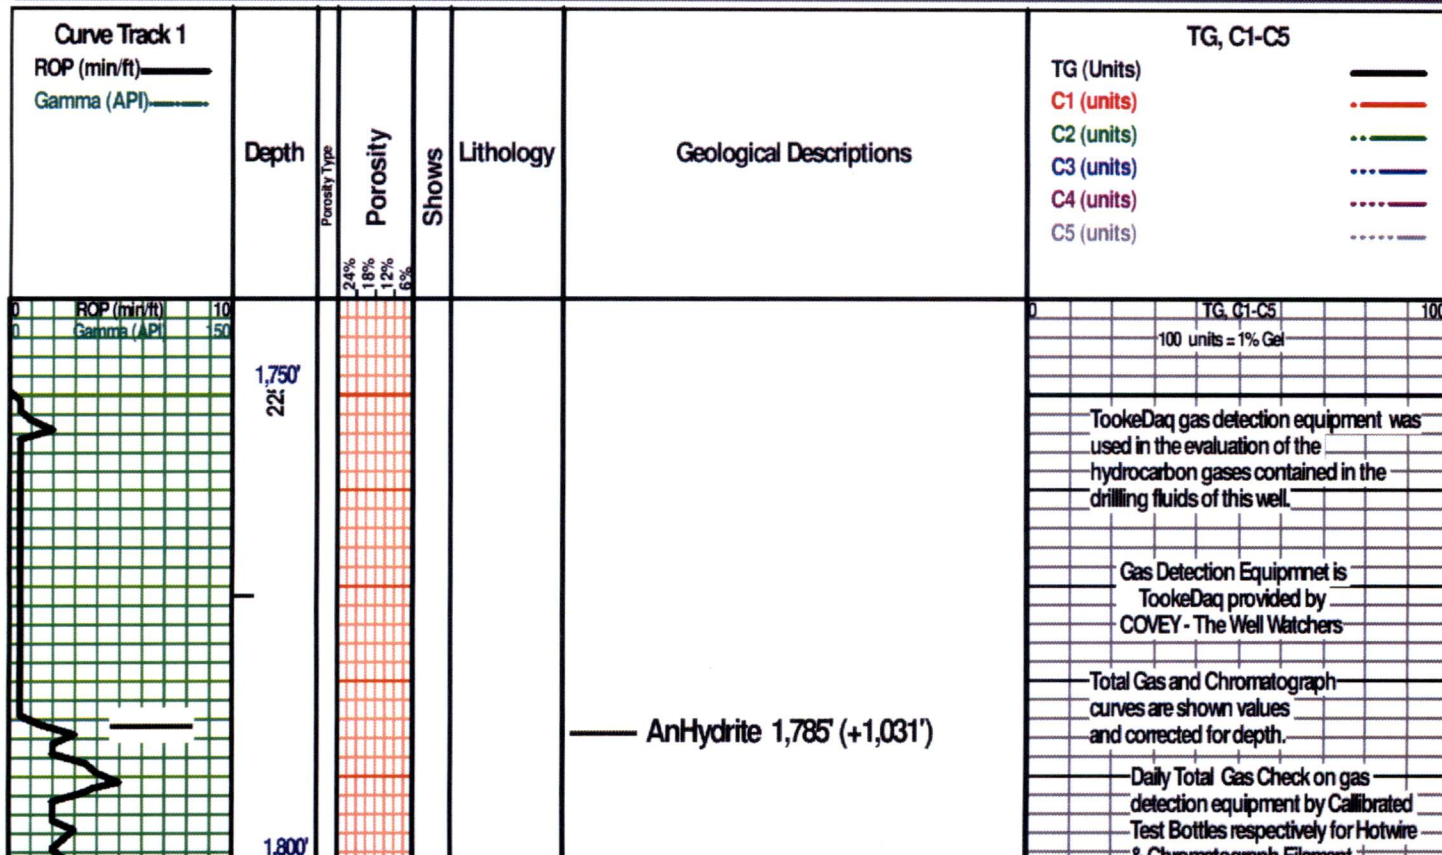 Curve Track 1
ROP (min/ft)
Gamma (API)
Depth
Porosity Type
Porosity
24%
18%
12%
6%
Shows
Lithology
Geological Descriptions
TG, C1-C5
TG (Units)
C1 (units)
C2 (units)
C3 (units)
C4 (units)
C5 (units)
0 ROP (min/ft) 10
0 Gamma (API) 150
0 TG, C1-C5 100
100 units = 1% Gel
1,750'
TookeDaq gas detection equipment was
used in the evaluation of the
hydrocarbon gases contained in the
drillling fluids of this well.
Gas Detection Equipmnet is
TookeDaq provided by
COVEY - The Well Watchers
Total Gas and Chromatograph
curves are shown values
and corrected for depth.
AnHydrite 1,785' (+1,031')
Daily Total Gas Check on gas
detection equipment by Callibrated
Test Bottles respectively for Hotwire
& Chromatograph Filament
1,800'